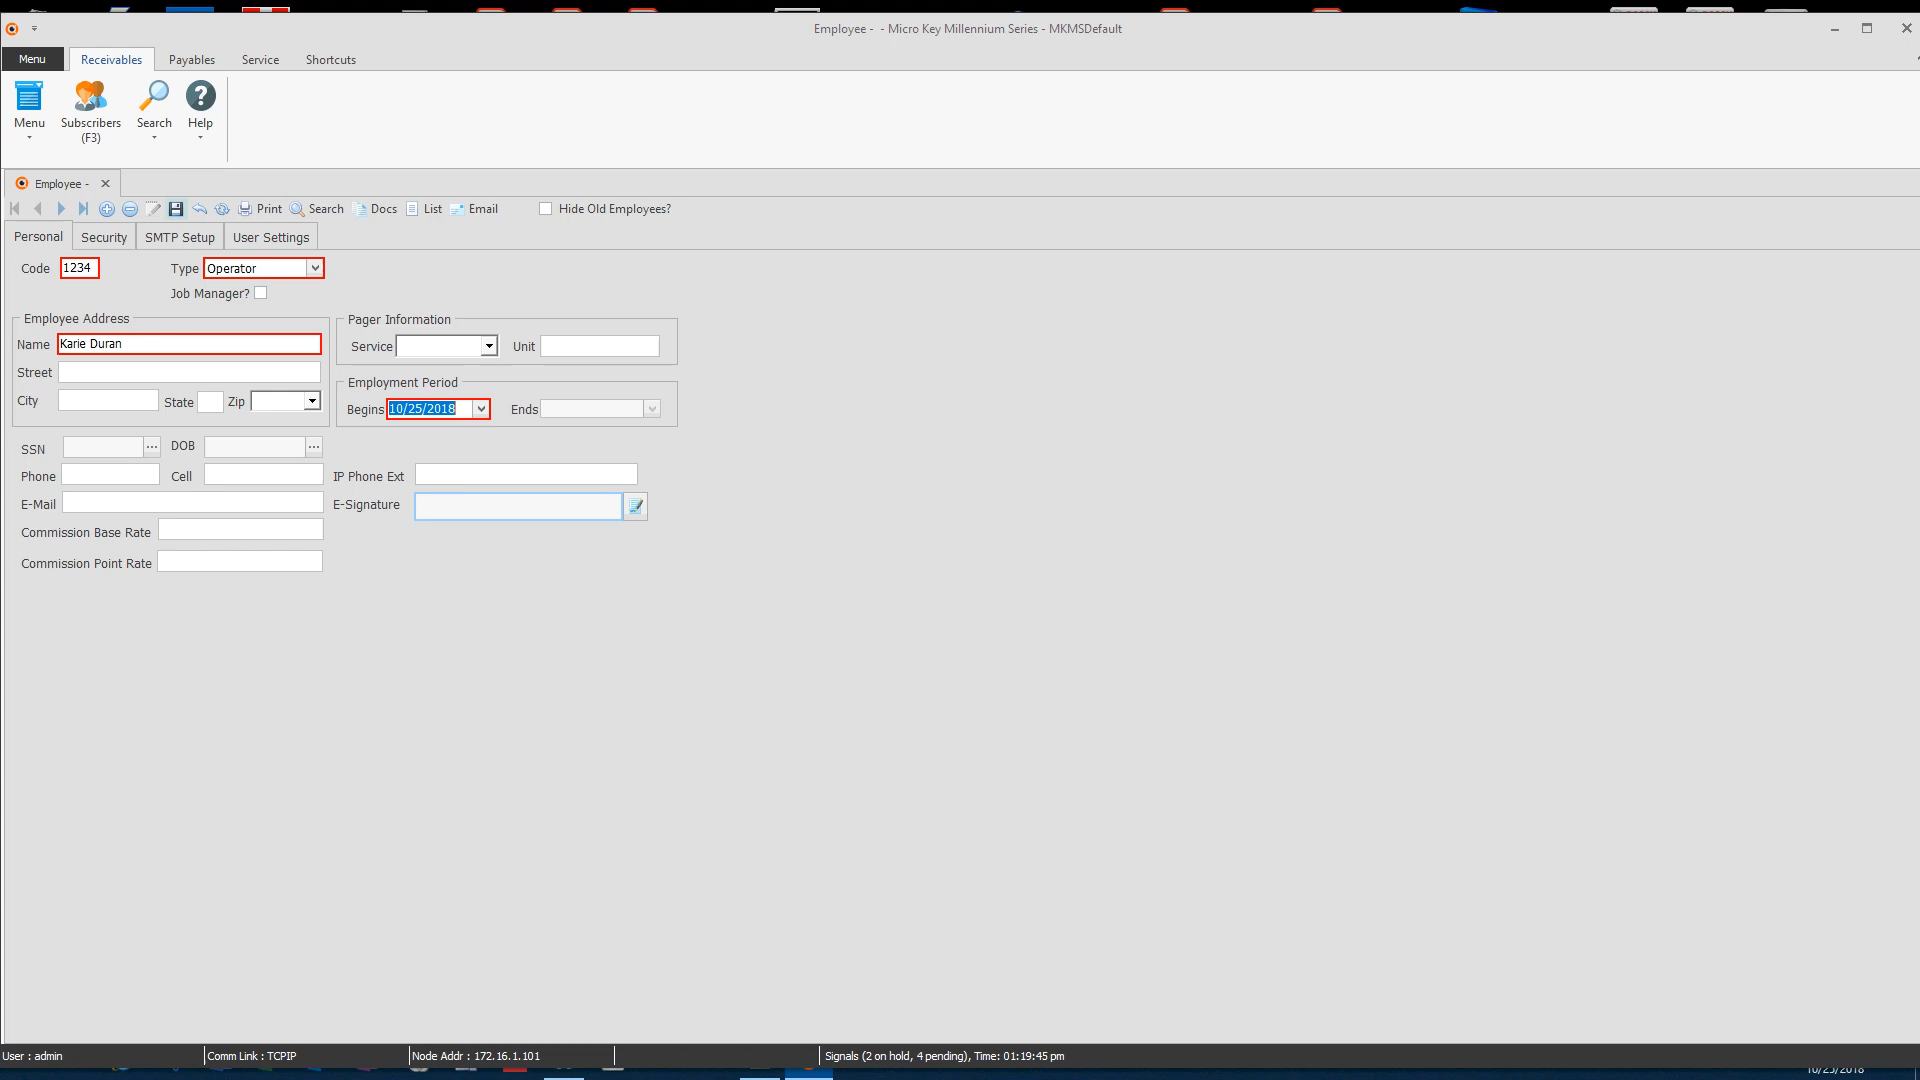 Employee -  - Micro Key Millennium Series - MKMSDefault
Menu Receivables Payables Service Shortcuts
Menu Subscribers (F3) Search Help
Employee -
Print Search Docs List Email Hide Old Employees?
Personal Security SMTP Setup User Settings
Code 1234 Type Operator
Job Manager?
Employee Address
Name Karie Duran
Street
City State Zip
Pager Information
Service Unit
Employment Period
Begins 10/25/2018 Ends
SSN DOB
Phone Cell IP Phone Ext
E-Mail E-Signature
Commission Base Rate
Commission Point Rate
User : admin Comm Link : TCPIP Node Addr : 172.16.1.101 Signals (2 on hold, 4 pending), Time: 01:19:45 pm
10/25/2018